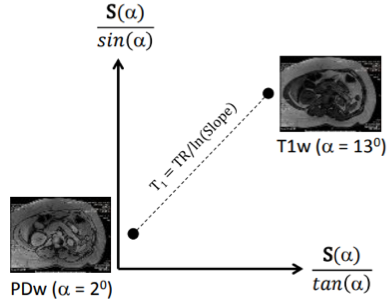 S(α)
sin(α)
T1 = TR/ln(Slope)
T1w (α = 13⁰)
PDw (α = 2⁰)
S(α)
tan(α)